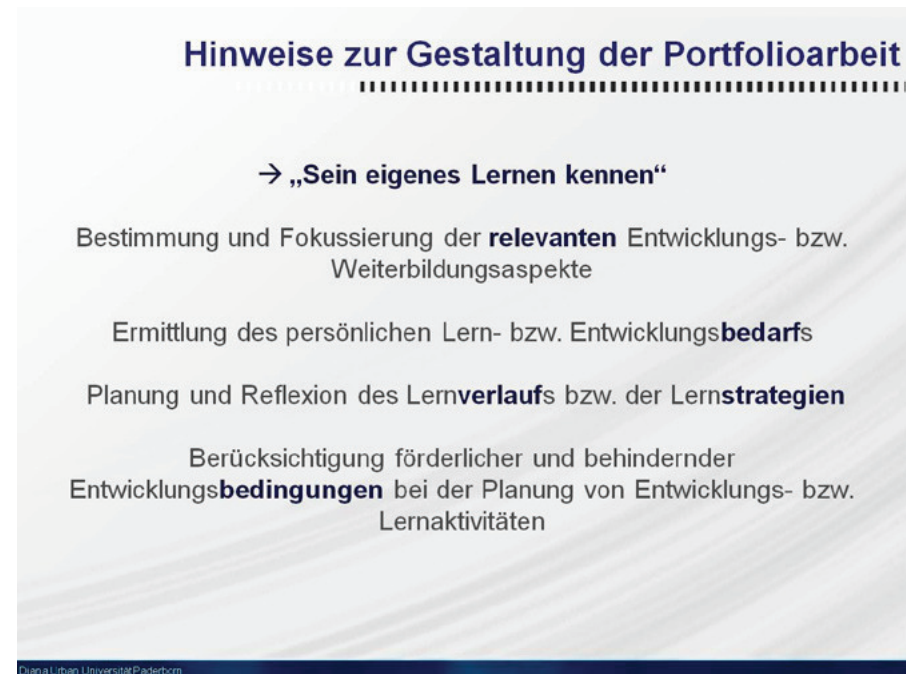 Hinweise zur Gestaltung der Portfolioarbeit
→ „Sein eigenes Lernen kennen“
Bestimmung und Fokussierung der relevanten Entwicklungs- bzw.
Weiterbildungsaspekte
Ermittlung des persönlichen Lern- bzw. Entwicklungsbedarfs
Planung und Reflexion des Lernverlaufs bzw. der Lernstrategien
Berücksichtigung förderlicher und behindernder
Entwicklungsbedingungen bei der Planung von Entwicklungs- bzw.
Lernaktivitäten
Diana Urban Universität Paderborn